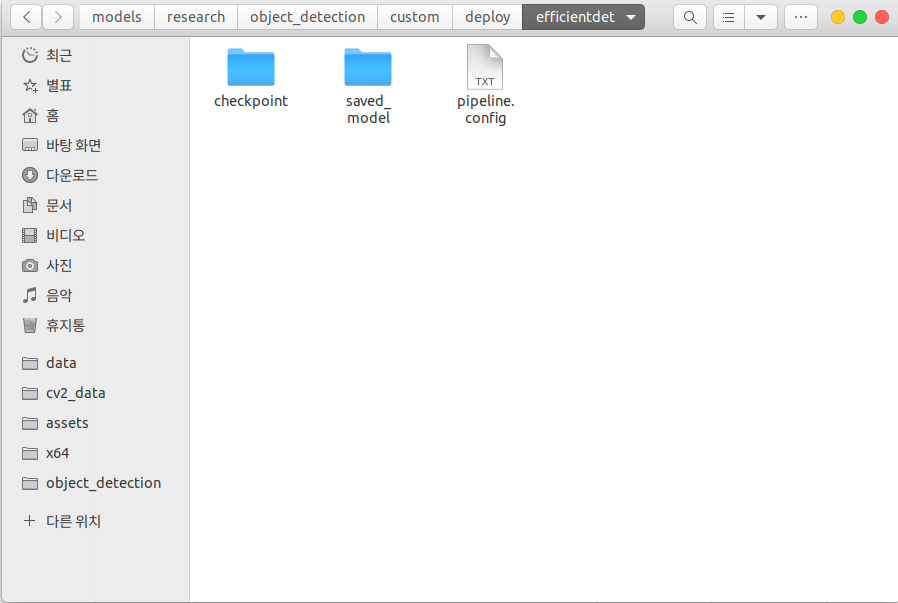 models research object_detection custom deploy efficientdet
최근
별표
홈
바탕 화면
다운로드
문서
비디오
사진
음악
휴지통
data
cv2_data
assets
x64
object_detection
다른 위치
checkpoint
saved_
model
TXT
pipeline.
config